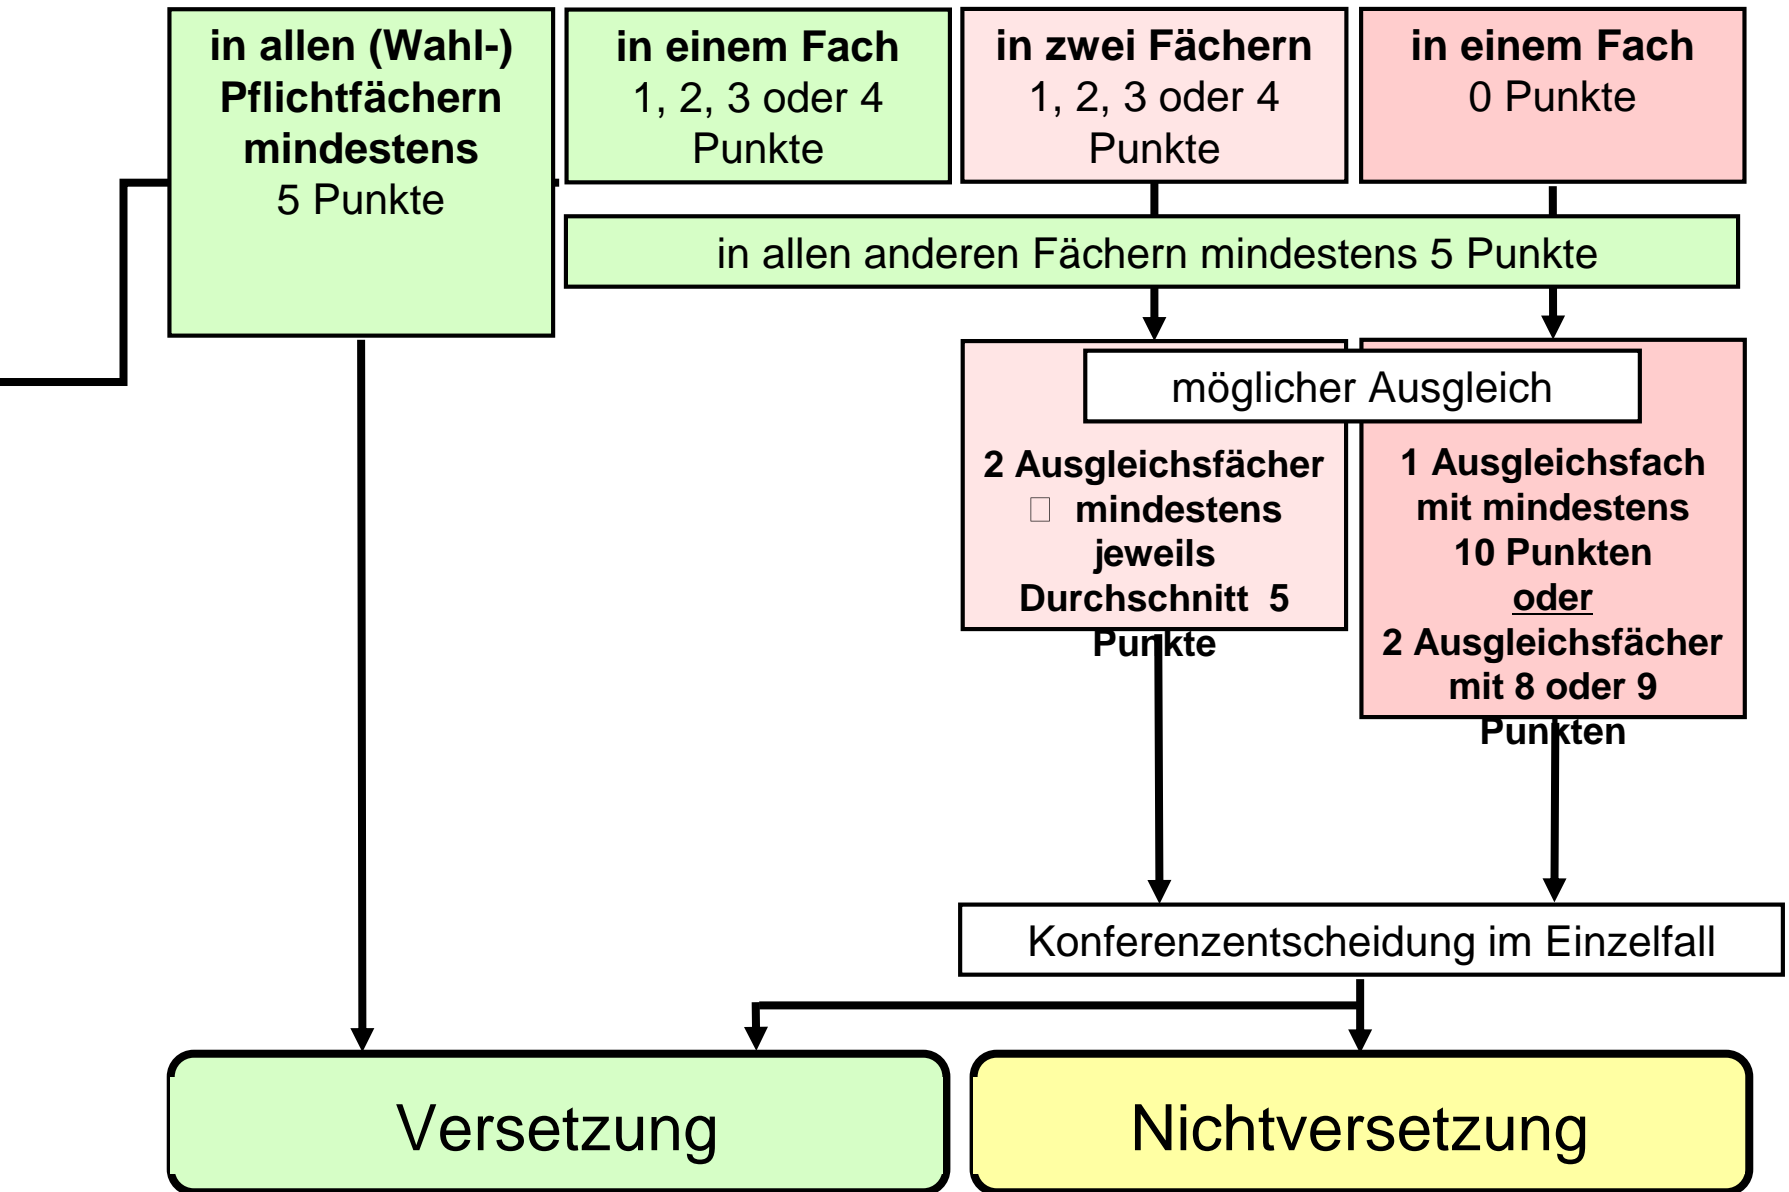 in allen (Wahl-)
Pflichtfächern
mindestens
5 Punkte
in einem Fach
1, 2, 3 oder 4
Punkte
in zwei Fächern
1, 2, 3 oder 4
Punkte
in einem Fach
0 Punkte
in allen anderen Fächern mindestens 5 Punkte
möglicher Ausgleich
2 Ausgleichsfächer
mindestens
jeweils
Durchschnitt 5
Punkte
1 Ausgleichsfach
mit mindestens
10 Punkten
oder
2 Ausgleichsfächer
mit 8 oder 9
Punkten
Konferenzentscheidung im Einzelfall
Versetzung
Nichtversetzung